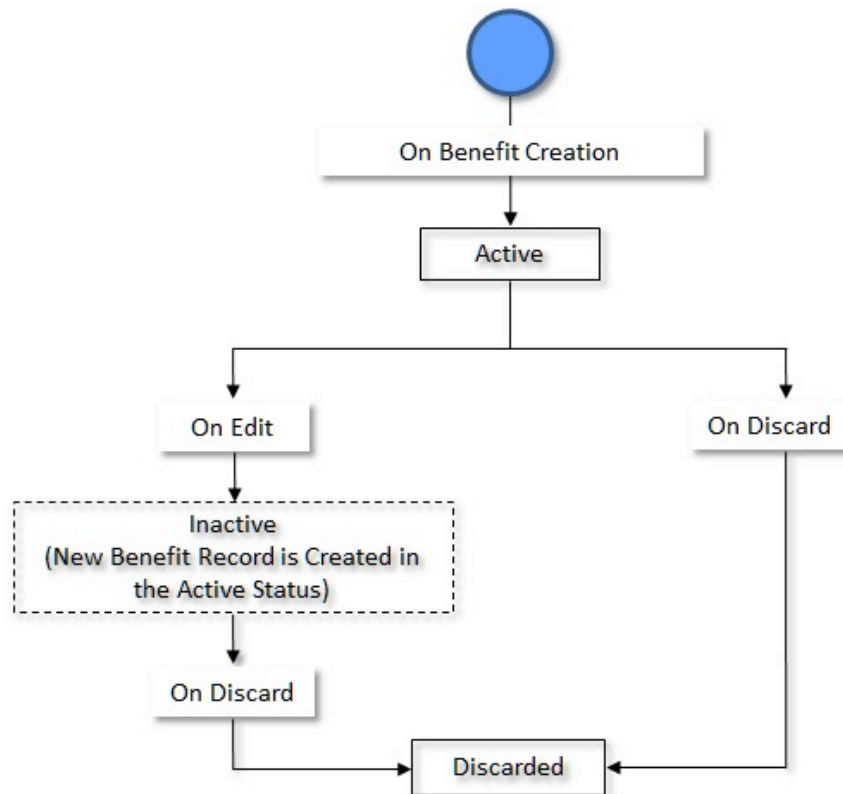 On Benefit Creation
Active
On Edit
On Discard
Inactive
(New Benefit Record is Created in
the Active Status)
On Discard
Discarded